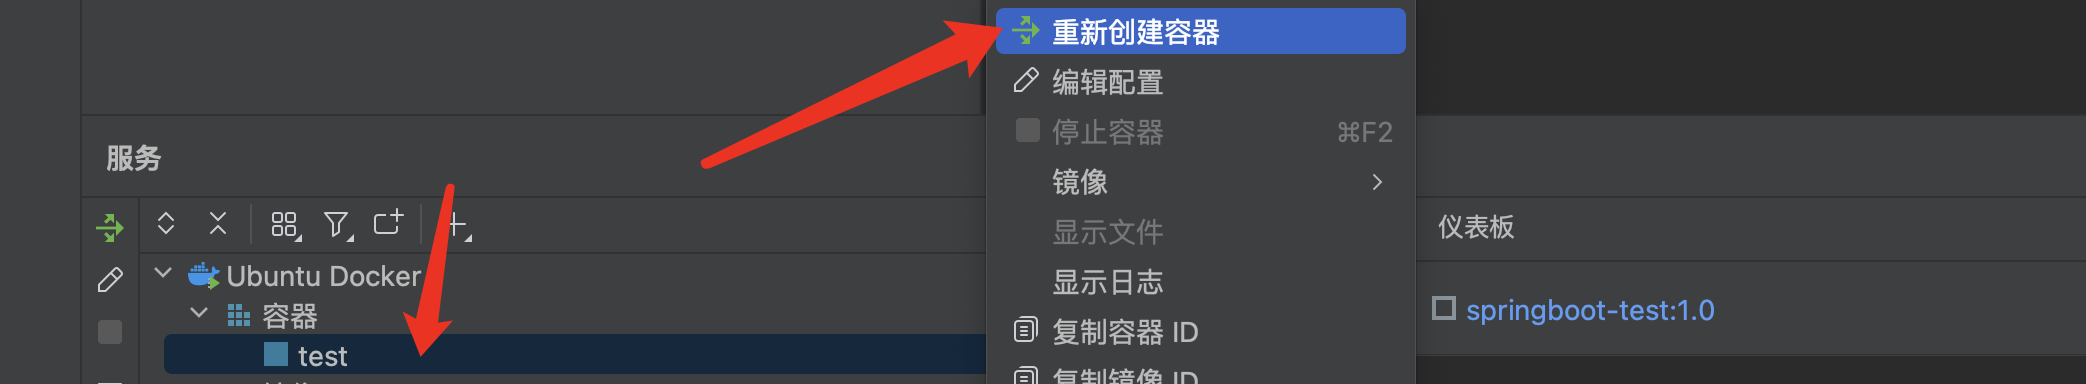 重新创建容器
编辑配置
停止容器 ⌘F2
镜像
显示文件
显示日志
复制容器 ID
复制镜像 ID
服务
Ubuntu Docker
容器
test
仪表板
springboot-test:1.0